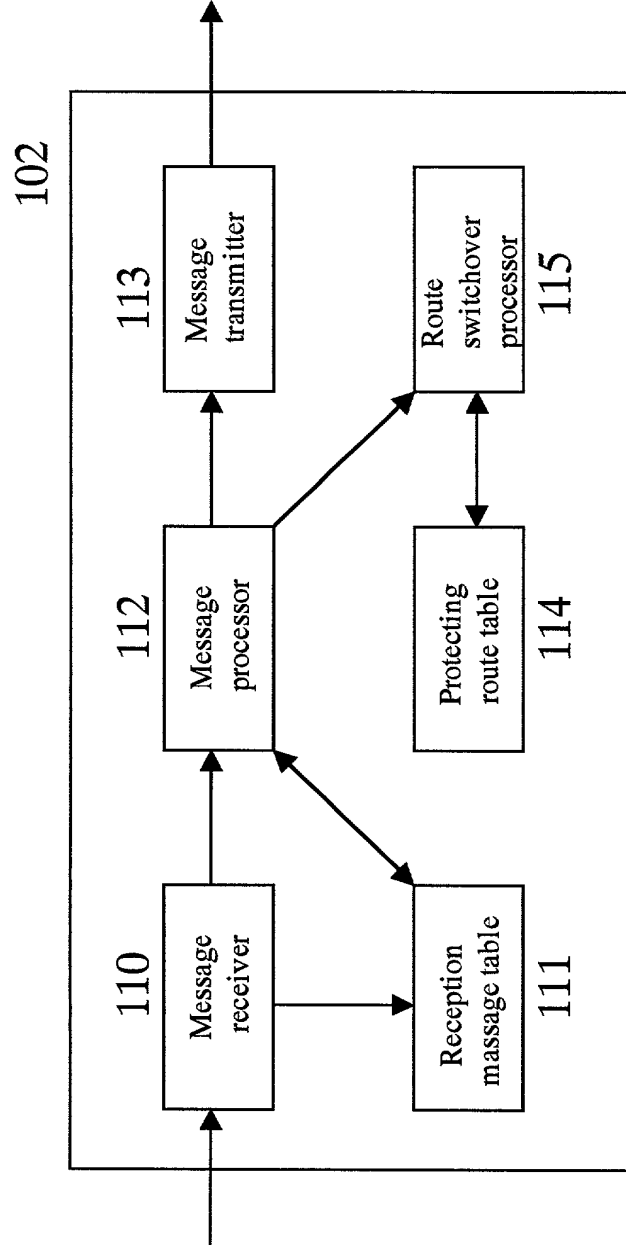 102
110
Message
receiver
112
Message
processor
113
Message
transmitter
Reception
massage table
111
Protecting
route table
114
Route
switchover
processor
115